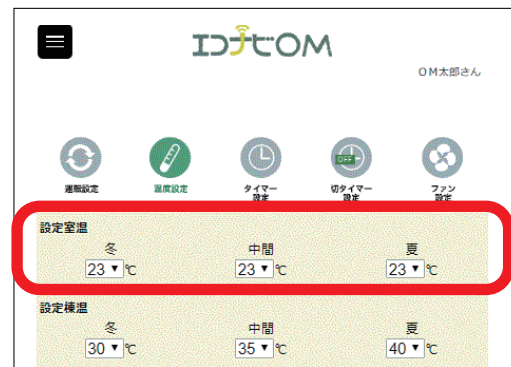 エコナビOM
OM太郎さん
運転設定 温度設定 タイマー設定 OFF 切タイマー設定 ファン設定
設定室温
冬 中間 夏
23 ▼ ℃ 23 ▼ ℃ 23 ▼ ℃
設定棟温
冬 中間 夏
30 ▼ ℃ 35 ▼ ℃ 40 ▼ ℃